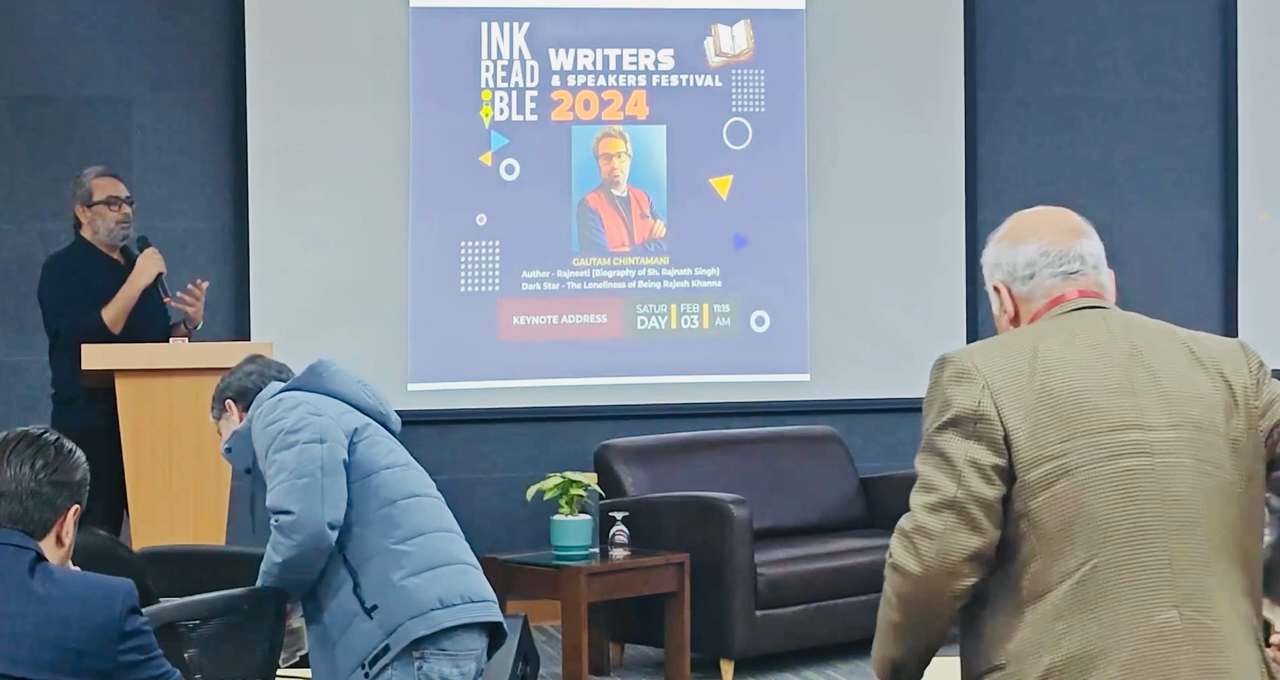 INK
READ
iBLE
WRITERS
& SPEAKERS FESTIVAL
2024
GAUTAM CHINTAMANI
Author - Rajneeti (Biography of Sh. Rajnath Singh)
Dark Star - The Loneliness of Being Rajesh Khanna
KEYNOTE ADDRESS
SATUR
DAY
FEB
03
11:15
AM